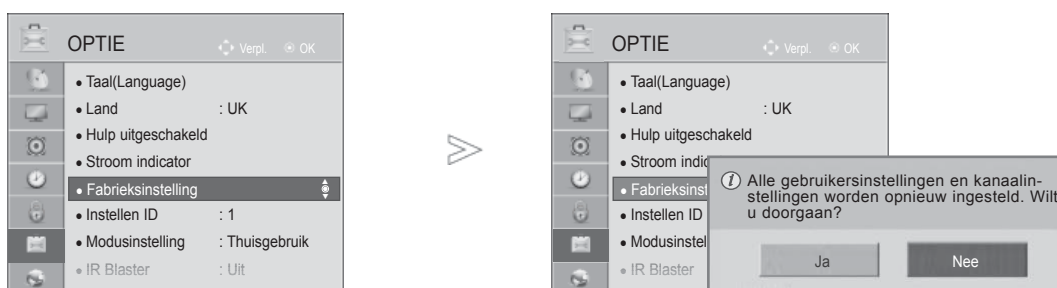 OPTIE Verpl. OK
• Taal(Language)
• Land : UK
• Hulp uitgeschakeld
• Stroom indicator
• Fabrieksinstelling
• Instellen ID : 1
• Modusinstelling : Thuisgebruik
• IR Blaster : Uit
OPTIE Verpl. OK
• Taal(Language)
• Land : UK
• Hulp uitgeschakeld
• Stroom indic
• Fabrieksinst
• Instellen ID
• Modusinstel
• IR Blaster
Alle gebruikersinstellingen en kanaalin-
stellingen worden opnieuw ingesteld. Wilt
u doorgaan?
Ja Nee